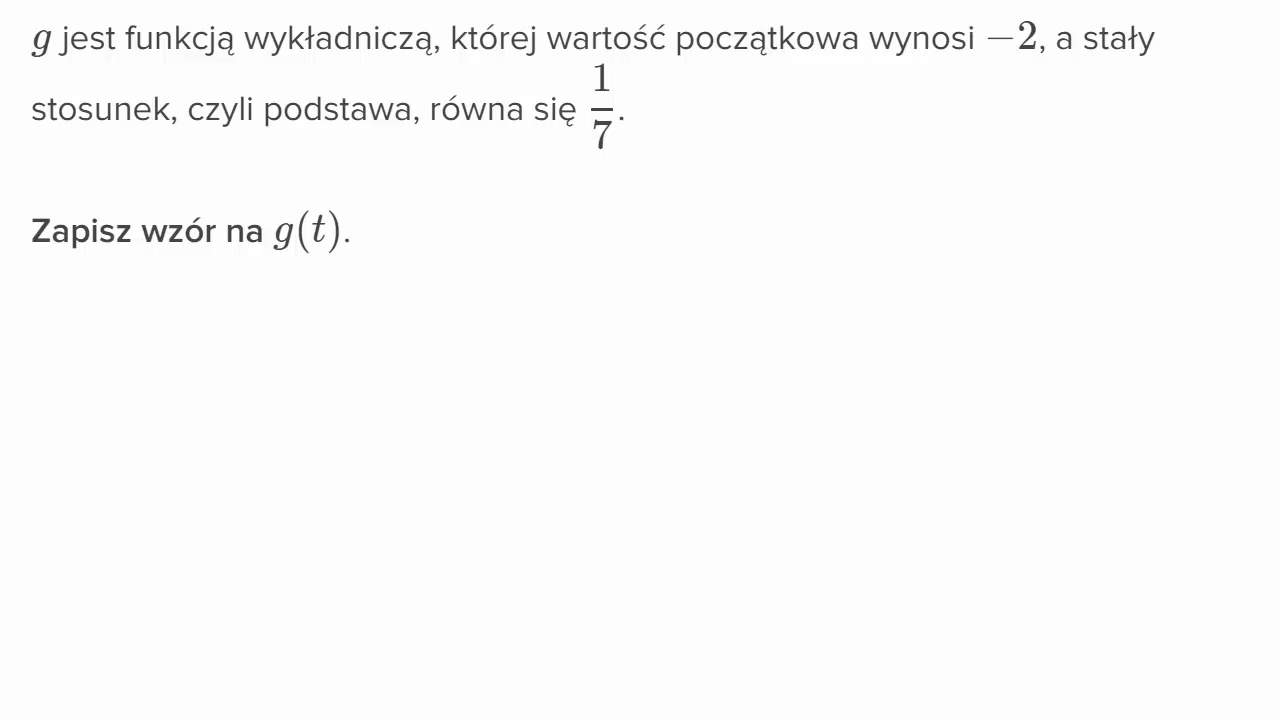 g jest funkcją wykładniczą, której wartość początkowa wynosi −2, a stały
stosunek, czyli podstawa, równa się 1/7.
Zapisz wzór na g(t).